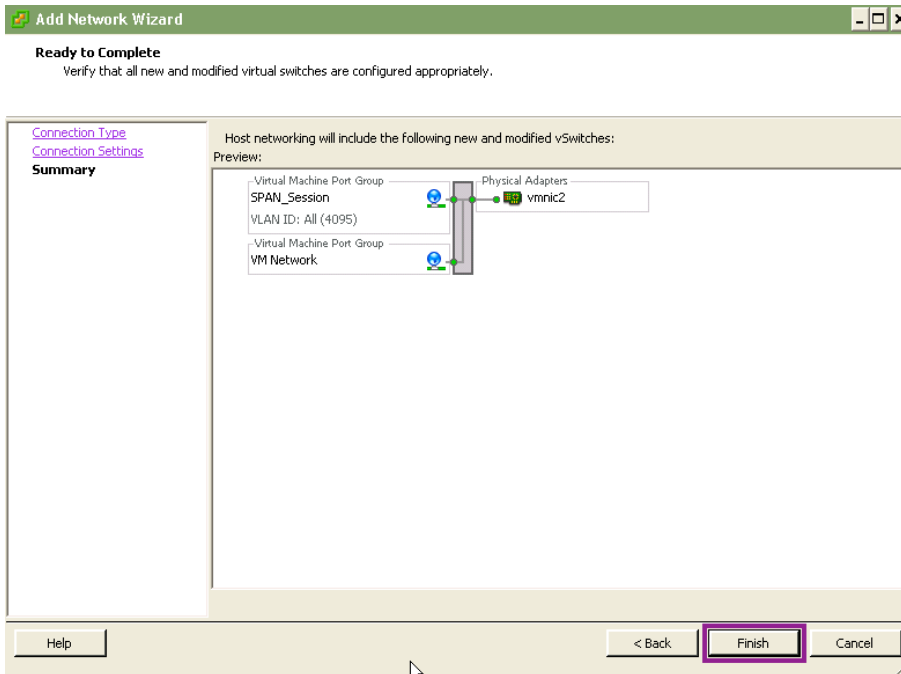 Add Network Wizard
Ready to Complete
Verify that all new and modified virtual switches are configured appropriately.
Connection Type
Connection Settings
Summary
Host networking will include the following new and modified vSwitches:
Preview:
Virtual Machine Port Group
SPAN_Session
VLAN ID: All (4095)
Virtual Machine Port Group
VM Network
Physical Adapters
vmnic2
Help
< Back
Finish
Cancel